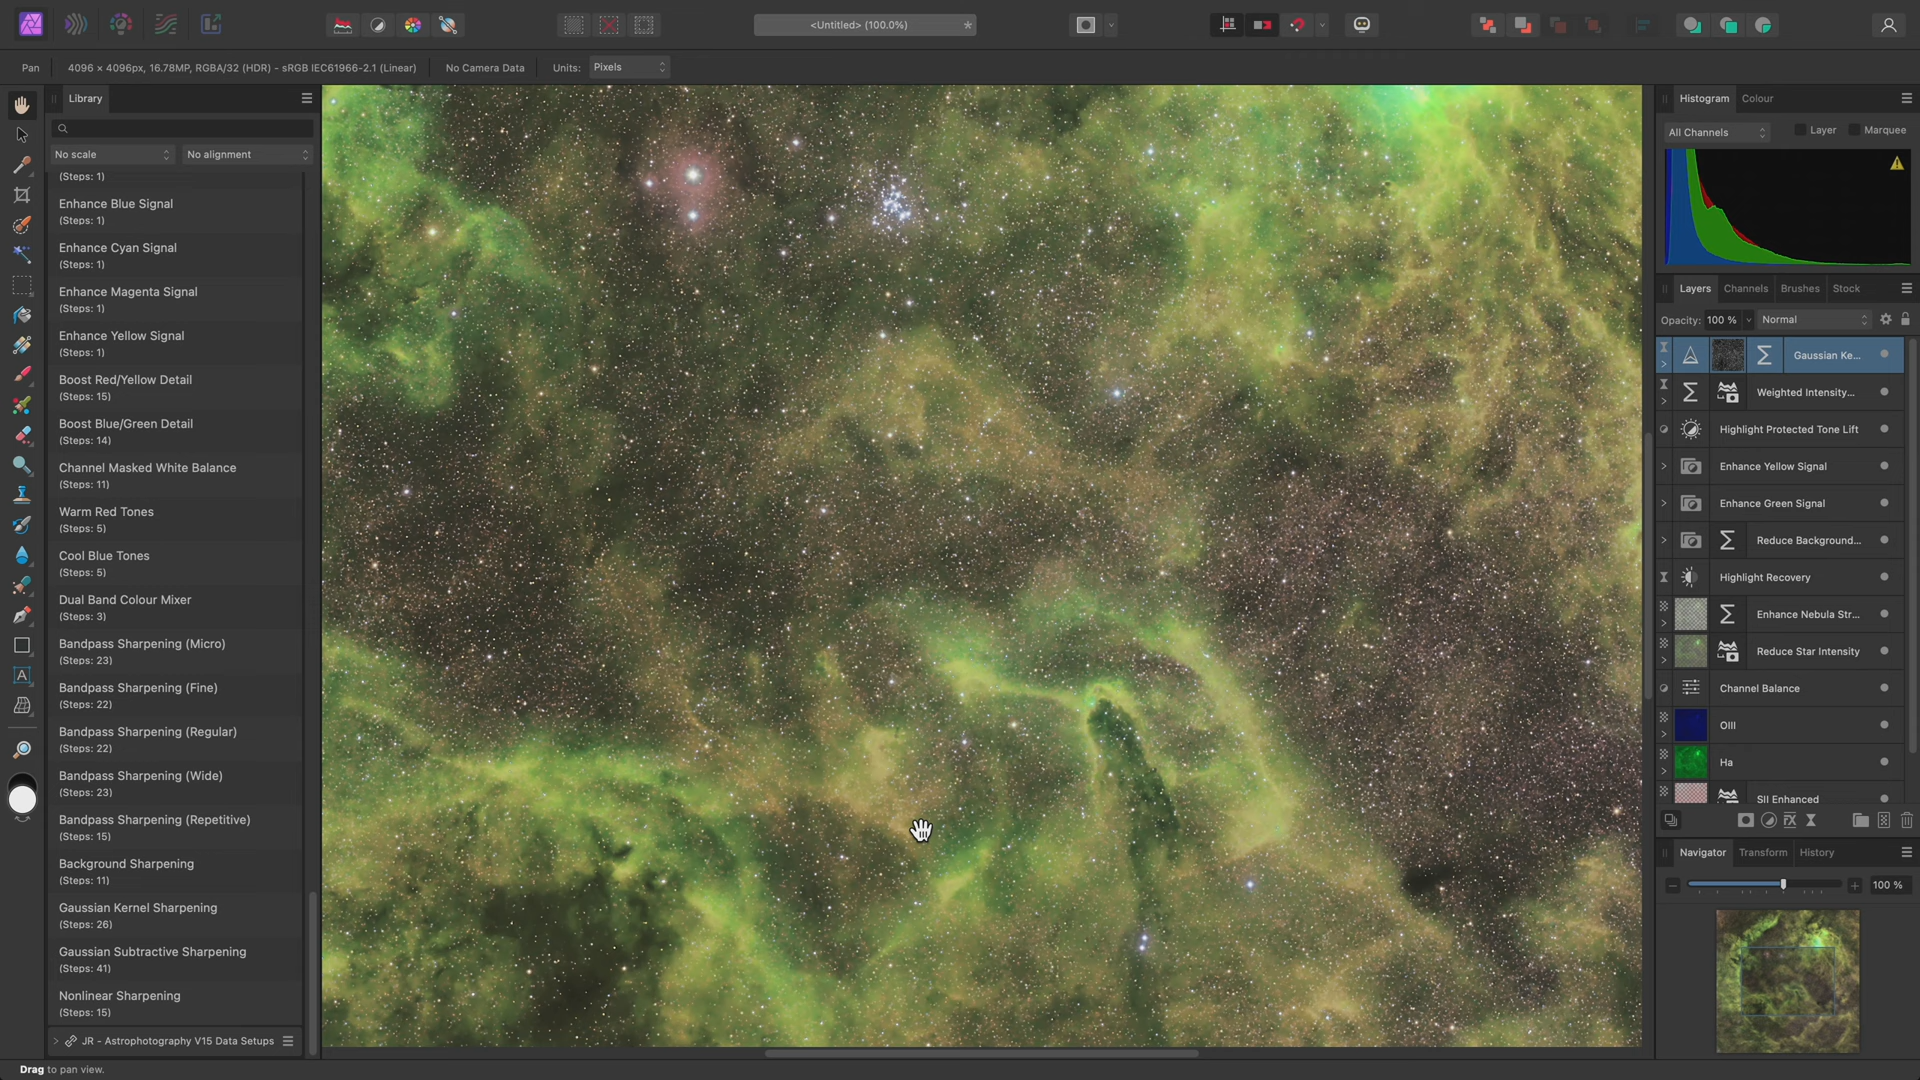 <Untitled> (100.0%)
*
Pan
4096 × 4096px, 16.78MP, RGBA/32 (HDR) - sRGB IEC61966-2.1 (Linear)
No Camera Data
Units:
Pixels
Library
No scale
No alignment
(Steps: 1)
Enhance Blue Signal
(Steps: 1)
Enhance Cyan Signal
(Steps: 1)
Enhance Magenta Signal
(Steps: 1)
Enhance Yellow Signal
(Steps: 1)
Boost Red/Yellow Detail
(Steps: 15)
Boost Blue/Green Detail
(Steps: 14)
Channel Masked White Balance
(Steps: 11)
Warm Red Tones
(Steps: 5)
Cool Blue Tones
(Steps: 5)
Dual Band Colour Mixer
(Steps: 3)
Bandpass Sharpening (Micro)
(Steps: 23)
Bandpass Sharpening (Fine)
(Steps: 22)
Bandpass Sharpening (Regular)
(Steps: 22)
Bandpass Sharpening (Wide)
(Steps: 23)
Bandpass Sharpening (Repetitive)
(Steps: 15)
Background Sharpening
(Steps: 11)
Gaussian Kernel Sharpening
(Steps: 26)
Gaussian Subtractive Sharpening
(Steps: 41)
Nonlinear Sharpening
(Steps: 15)
JR - Astrophotography V15 Data Setups
Drag to pan view.
Histogram
Colour
All Channels
Layer
Marquee
Layers
Channels
Brushes
Stock
Opacity: 100 %
Normal
Gaussian Ke...
Weighted Intensity...
Highlight Protected Tone Lift
Enhance Yellow Signal
Enhance Green Signal
Reduce Background...
Highlight Recovery
Enhance Nebula Str...
Reduce Star Intensity
Channel Balance
OIII
Ha
SII Enhanced
Navigator
Transform
History
100 %